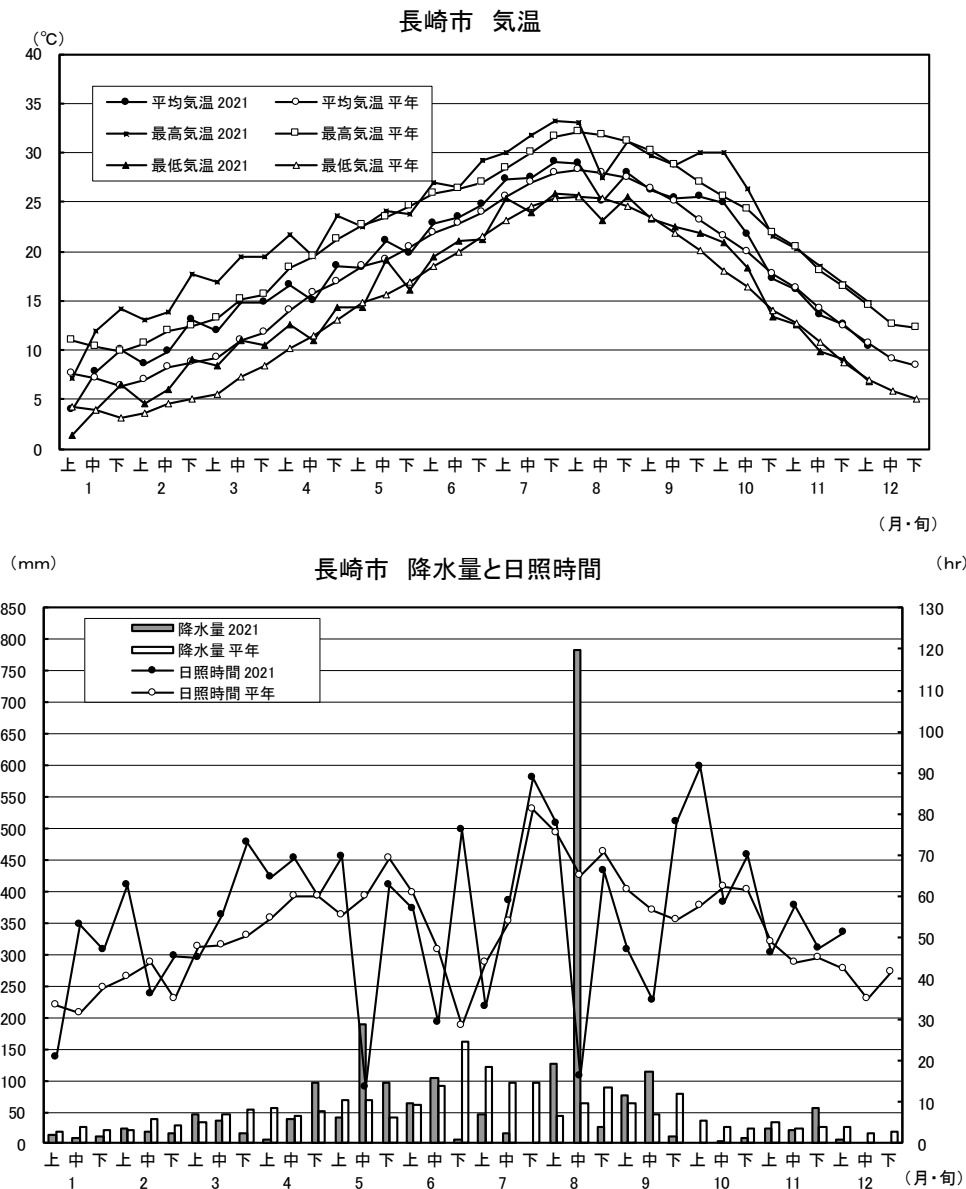 長崎市 気温
(℃)
40
35
30
25
20
15
10
5
0
平均気温 2021
平均気温 平年
最高気温 2021
最高気温 平年
最低気温 2021
最低気温 平年
上 中 下 上 中 下 上 中 下 上 中 下 上 中 下 上 中 下 上 中 下 上 中 下 上 中 下 上 中 下 上 中 下 上 中 下
1 2 3 4 5 6 7 8 9 10 11 12
(月・旬)
(mm)
長崎市 降水量と日照時間
(hr)
850
800
750
700
650
600
550
500
450
400
350
300
250
200
150
100
50
0
降水量 2021
降水量 平年
日照時間 2021
日照時間 平年
130
120
110
100
90
80
70
60
50
40
30
20
10
0
上 中 下 上 中 下 上 中 下 上 中 下 上 中 下 上 中 下 上 中 下 上 中 下 上 中 下 上 中 下 上 中 下 上 中 下
1 2 3 4 5 6 7 8 9 10 11 12
(月・旬)